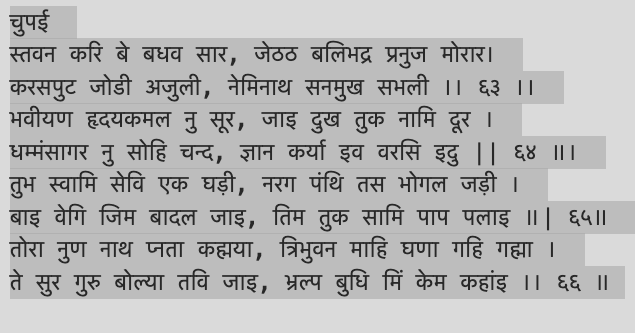 चुपई
स्तवन करि बे बधव सार, जेठठ बलिभद्र प्रनुज मोरार।
करसपुट जोडी अजुली, नेमिनाथ सनमुख सभली ।। ६३ ।।
भवीयण हृदयकमल नु सूर, जाइ दुख तुक नामि दूर ।
धम्मंसागर नु सोहि चन्द, ज्ञान कर्या इव वरसि इदु || ६४ ॥।
तुभ स्वामि सेवि एक घड़ी, नरग पंथि तस भोगल जड़ी ।
बाइ वेगि जिम बादल जाइ, तिम तुक सामि पाप पलाइ ॥| ६५॥
तोरा नुण नाथ प्नता कह्मया, त्रिभुवन माहि घणा गहि गह्मा ।
ते सुर गुरु बोल्या तवि जाइ, भ्रल्प बुधि मिं केम कहांइ ।। ६६ ॥